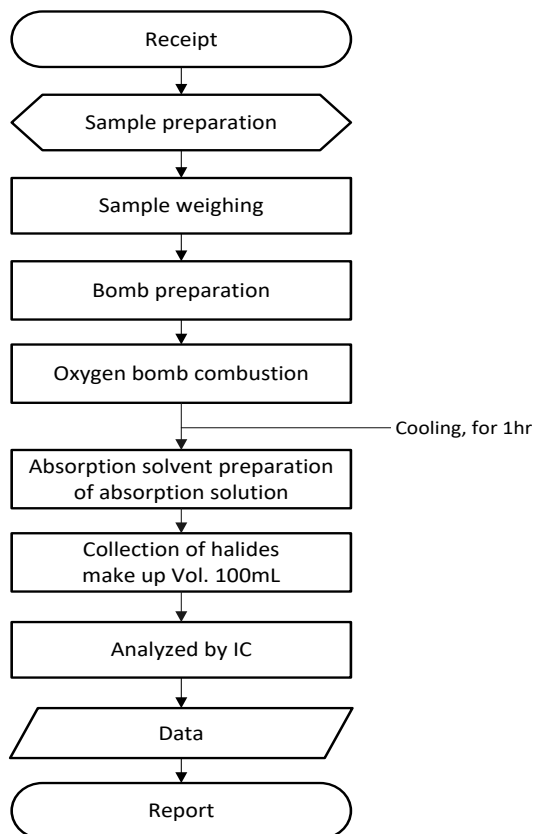 Receipt
Sample preparation
Sample weighing
Bomb preparation
Oxygen bomb combustion
Cooling, for 1hr
Absorption solvent preparation
of absorption solution
Collection of halides
make up Vol. 100mL
Analyzed by IC
Data
Report